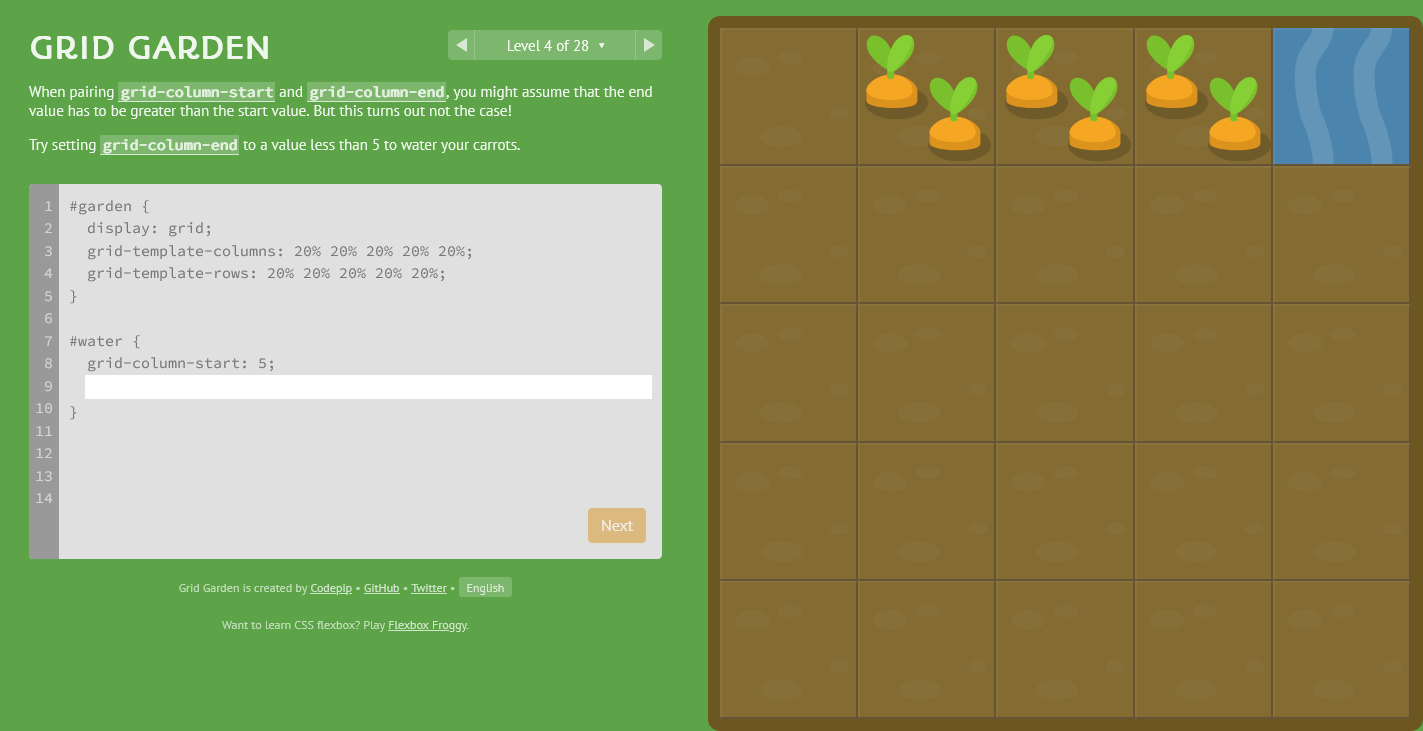 GRID GARDEN
Level 4 of 28 ▾
When pairing grid-column-start and grid-column-end, you might assume that the end
value has to be greater than the start value. But this turns out not the case!
Try setting grid-column-end to a value less than 5 to water your carrots.
1 #garden {
2   display: grid;
3   grid-template-columns: 20% 20% 20% 20% 20%;
4   grid-template-rows: 20% 20% 20% 20% 20%;
5 }
6
7 #water {
8   grid-column-start: 5;
9
10 }
11
12
13
14
Next
Grid Garden is created by Codepip • GitHub • Twitter • English
Want to learn CSS flexbox? Play Flexbox Froggy.